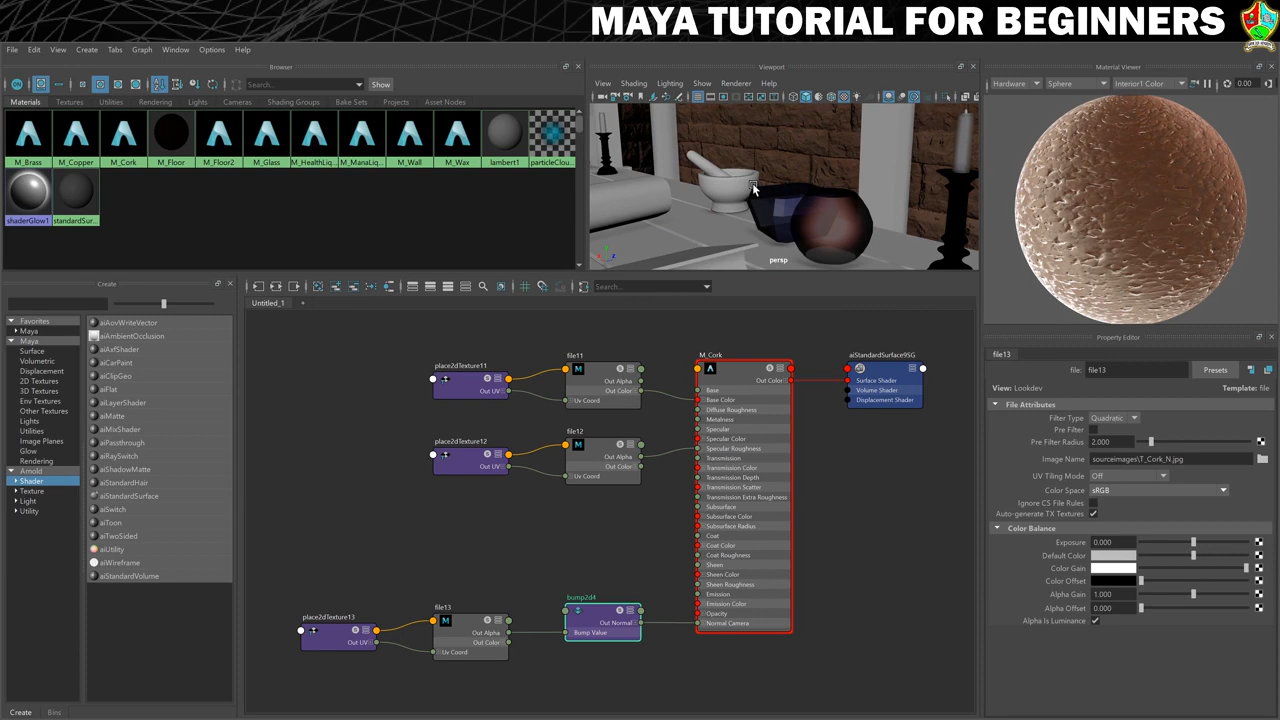 MAYA TUTORIAL FOR BEGINNERS
File Edit View Create Tabs Graph Window Options Help
Browser
Viewport
Material Viewer
Search...
Show
View Shading Lighting Show Renderer Help
Hardware
Sphere
Interior1 Color
0.00
Materials Textures Utilities Rendering Lights Cameras Shading Groups Bake Sets Projects Asset Nodes
M_Brass M_Copper M_Cork M_Floor M_Floor2 M_Glass M_HealthLiq... M_ManaLiq... M_Wall M_Wax lambert1 particleClou...
shaderGlow1 standardSur...
persp
Create
Untitled_1
+
Search...
Favorites
Maya
Maya
Surface
Volumetric
Displacement
2D Textures
3D Textures
Env Textures
Other Textures
Lights
Utilities
Image Planes
Glow
Rendering
Arnold
Shader
Texture
Light
Utility
aiAovWriteVector
aiAmbientOcclusion
aiAxfShader
aiCarPaint
aiClipGeo
aiFlat
aiLayerShader
aiMatte
aiMixShader
aiPassthrough
aiRaySwitch
aiShadowMatte
aiStandardHair
aiStandardSurface
aiSwitch
aiToon
aiTwoSided
aiUtility
aiWireframe
aiStandardVolume
place2dTexture11
Out UV
file11
Out Alpha
Out Color
Uv Coord
place2dTexture12
Out UV
file12
Out Alpha
Out Color
Uv Coord
place2dTexture13
Out UV
file13
Out Alpha
Out Color
Uv Coord
bump2d4
Out Normal
Bump Value
M_Cork
Out Color
Base
Base Color
Diffuse Roughness
Metalness
Specular
Specular Color
Specular Roughness
Transmission
Transmission Color
Transmission Depth
Transmission Scatter
Transmission Extra Roughness
Subsurface
Subsurface Color
Subsurface Radius
Coat
Coat Color
Coat Roughness
Sheen
Sheen Color
Sheen Roughness
Emission
Emission Color
Opacity
Normal Camera
aiStandardSurface9SG
Surface Shader
Volume Shader
Displacement Shader
Property Editor
file13
file: file13 Presets
View: Lookdev Template: file
File Attributes
Filter Type Quadratic
Pre Filter
Pre Filter Radius 2.000
Image Name sourceimages\T_Cork_N.jpg
UV Tiling Mode Off
Color Space sRGB
Ignore CS File Rules
Auto-generate TX Textures
Color Balance
Exposure 0.000
Default Color
Color Gain
Color Offset
Alpha Gain 1.000
Alpha Offset 0.000
Alpha Is Luminance
Create Bins